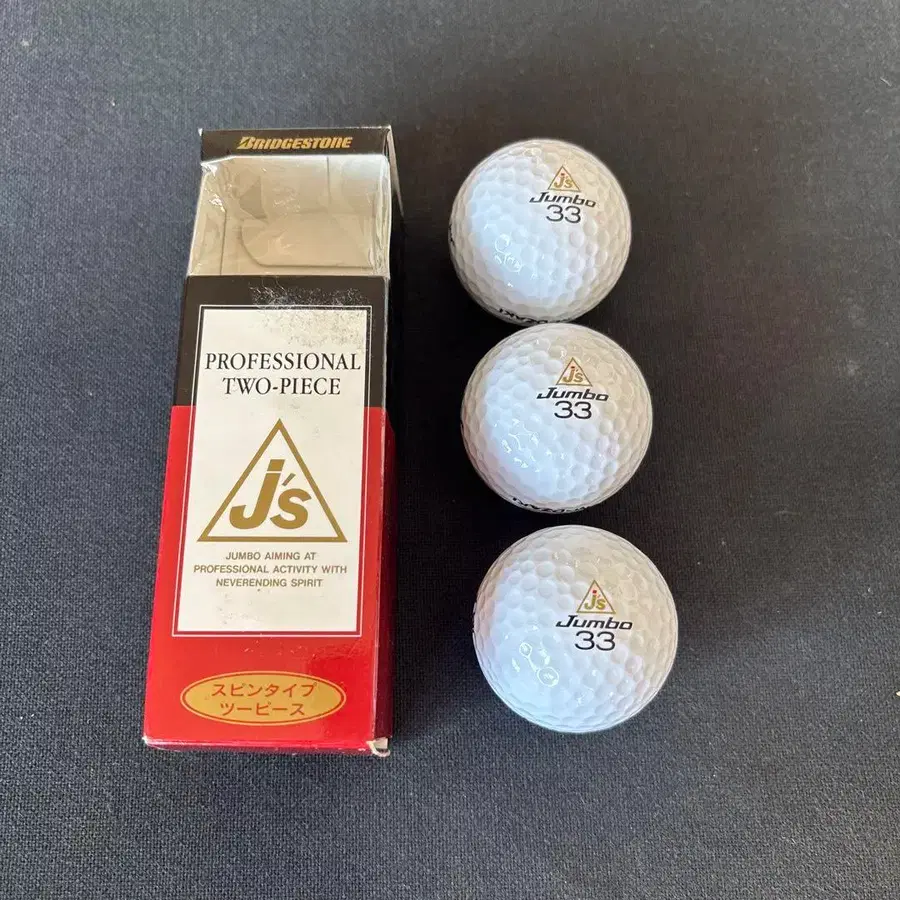 BRIDGESTONE
PROFESSIONAL
TWO-PIECE
J's
JUMBO AIMING AT
PROFESSIONAL ACTIVITY WITH
NEVERENDING SPIRIT
スピンタイプ
ツーピース
J's
Jumbo
33
J's
Jumbo
33
J's
Jumbo
33